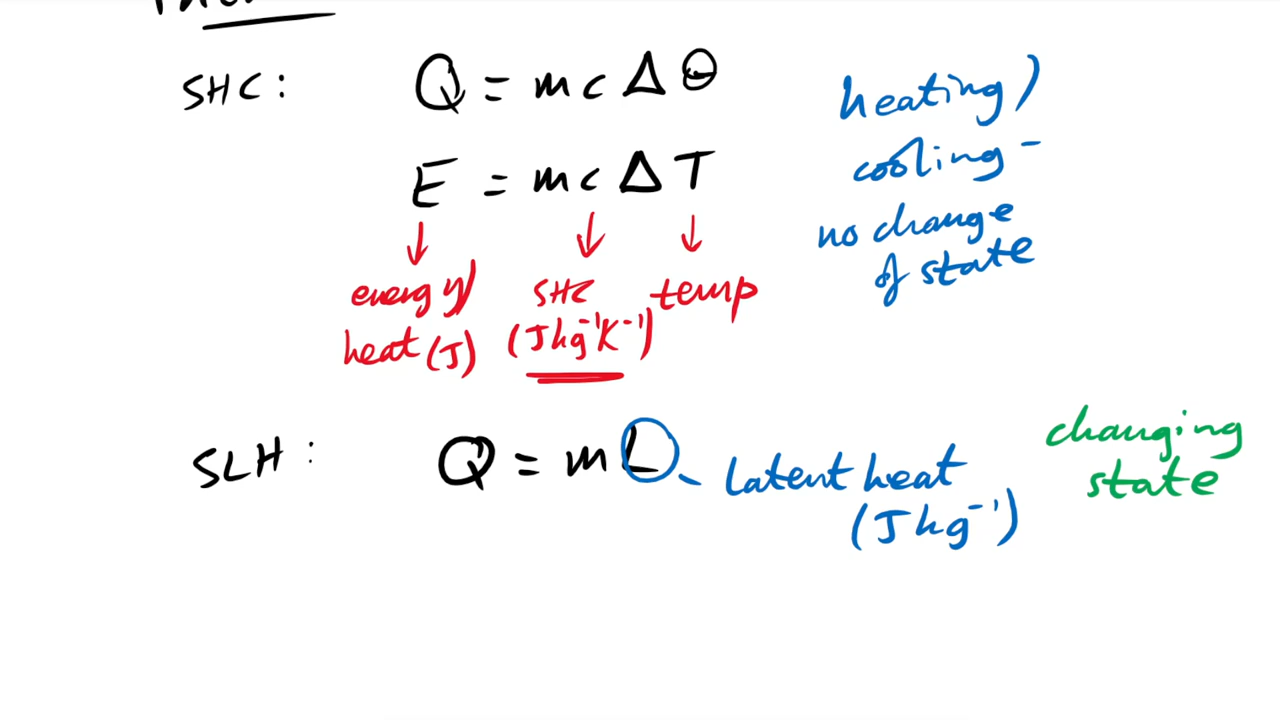 SHC: Q = mcΔθ heating/
E = mcΔT cooling -
no change
of state
energy/ SHC temp
heat (J) (Jkg⁻¹K⁻¹)
SLH: Q = mL changing
latent heat state
(Jkg⁻¹)